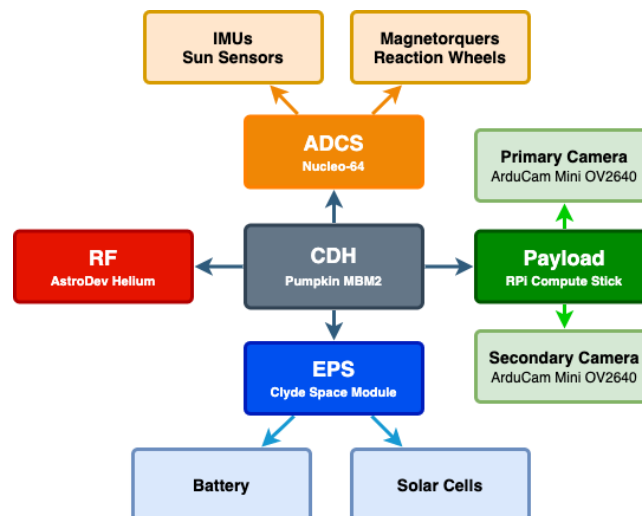 IMUs
Sun Sensors
Magnetorquers
Reaction Wheels
ADCS
Nucleo-64
Primary Camera
ArduCam Mini OV2640
RF
AstroDev Helium
CDH
Pumpkin MBM2
Payload
RPi Compute Stick
EPS
Clyde Space Module
Secondary Camera
ArduCam Mini OV2640
Battery
Solar Cells